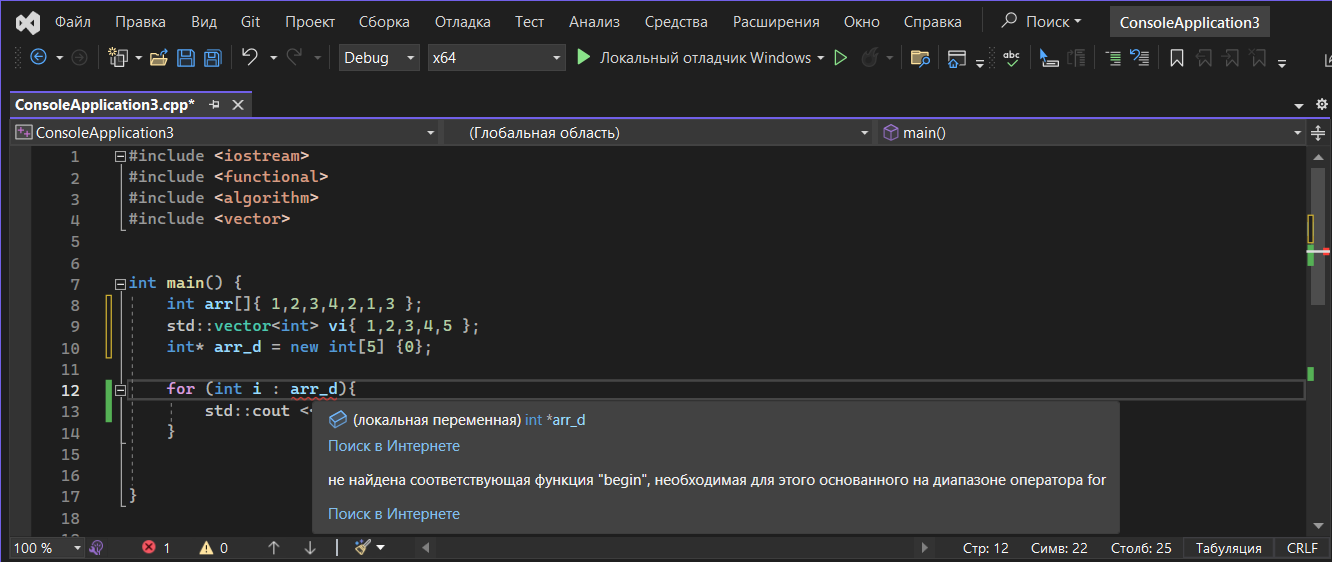 Файл Правка Вид Git Проект Сборка Отладка Тест Анализ Средства Расширения Окно Справка Поиск ConsoleApplication3
Debug x64 Локальный отладчик Windows abc
ConsoleApplication3.cpp*
ConsoleApplication3 (Глобальная область) main()
1 #include <iostream>
2 #include <functional>
3 #include <algorithm>
4 #include <vector>
5
6
7 int main() {
8 int arr[]{ 1,2,3,4,2,1,3 };
9 std::vector<int> vi{ 1,2,3,4,5 };
10 int* arr_d = new int[5] {0};
11
12 for (int i : arr_d){
13 std::cout <<
14 }
15
16
17 }
18
(локальная переменная) int *arr_d
Поиск в Интернете
не найдена соответствующая функция "begin", необходимая для этого основанного на диапазоне оператора for
Поиск в Интернете
100 % 1 0 Стр: 12 Симв: 22 Столб: 25 Табуляция CRLF